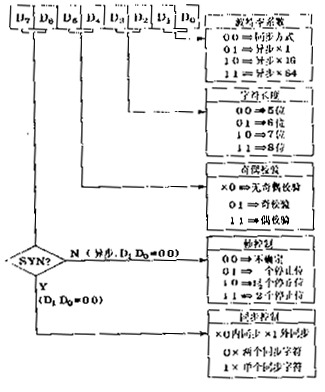 D₇ D₆ D₅ D₄ D₃ D₂ D₁ D₀
波特率系数
00⇒同步方式
01⇒异步×1
10⇒异步×16
11⇒异步×64
字符长度
00⇒5位
01⇒6位
10⇒7位
11⇒8位
奇偶校验
×0⇒无奇偶校验
01⇒奇校验
11⇒偶校验
SYN?
N (异步,D₁D₀≠00)
Y
(D₁D₀=00)
帧控制
00⇒不确定
01⇒ 个停止位
10⇒1½个停止位
11⇒2个停止位
同步控制
×0内同步 ×1外同步
0×两个同步字符
1×单个同步字符